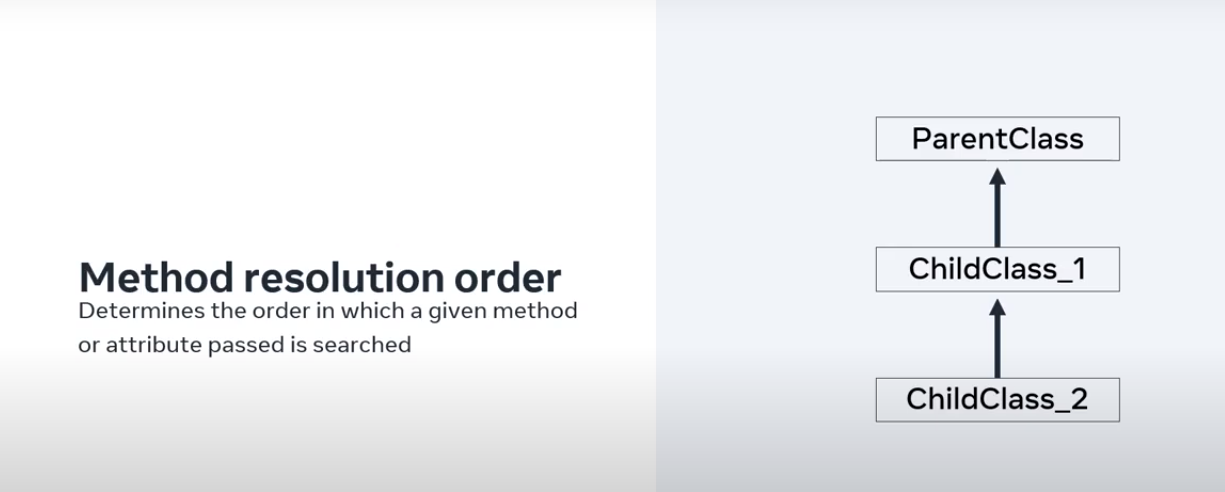 Method resolution order
Determines the order in which a given method
or attribute passed is searched
ParentClass
ChildClass_1
ChildClass_2